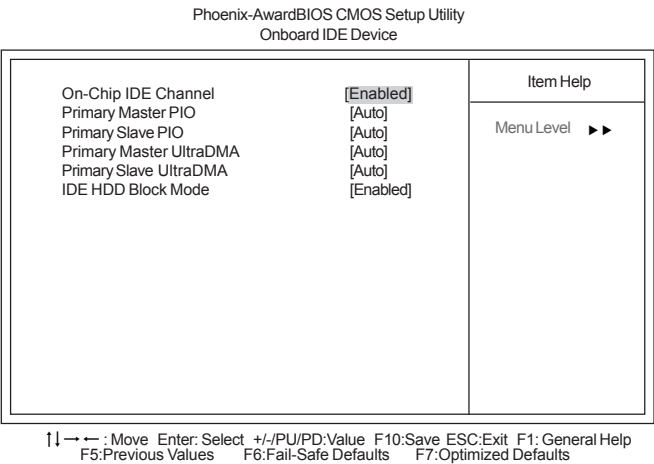 Phoenix-AwardBIOS CMOS Setup Utility
Onboard IDE Device
On-Chip IDE Channel [Enabled]
Primary Master PIO [Auto]
Primary Slave PIO [Auto]
Primary Master UltraDMA [Auto]
Primary Slave UltraDMA [Auto]
IDE HDD Block Mode [Enabled]
Item Help
Menu Level ►►
↑↓→← : Move Enter: Select +/-/PU/PD:Value F10:Save ESC:Exit F1: General Help
F5:Previous Values F6:Fail-Safe Defaults F7:Optimized Defaults